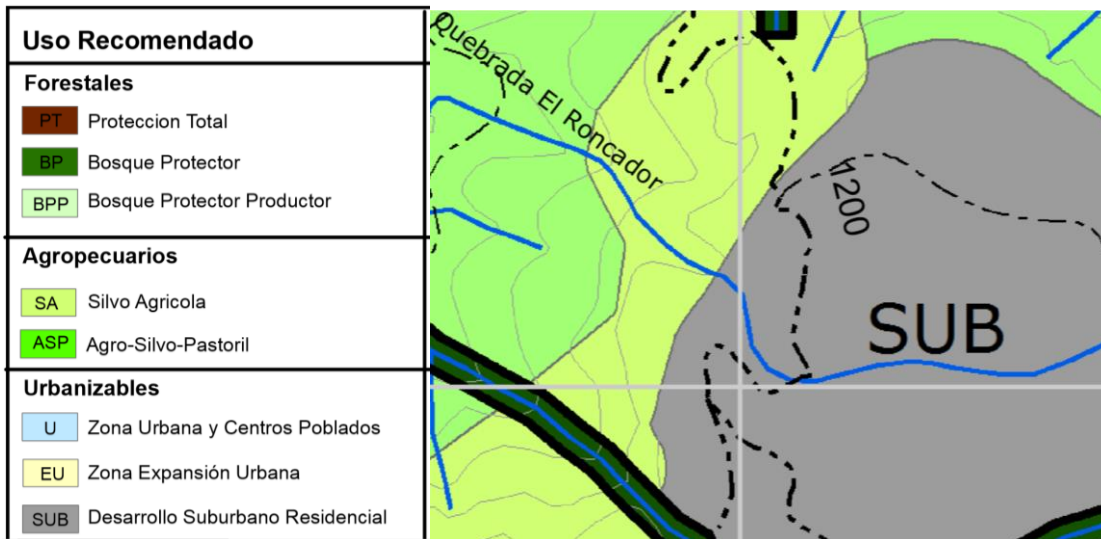 Uso Recomendado
Forestales
PT Proteccion Total
BP Bosque Protector
BPP Bosque Protector Productor
Agropecuarios
SA Silvo Agricola
ASP Agro-Silvo-Pastoril
Urbanizables
U Zona Urbana y Centros Poblados
EU Zona Expansión Urbana
SUB Desarrollo Suburbano Residencial
Quebrada El Roncador
1200
SUB